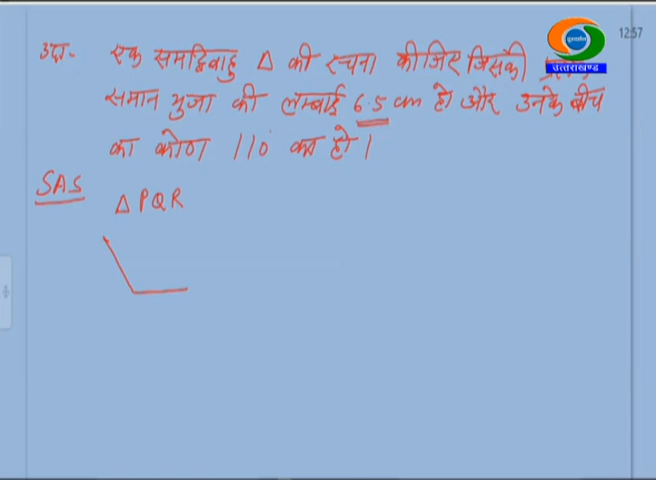 12:57
उत्तराखण्ड
उदा- एक समद्विबाहु Δ की रचना कीजिए जिसकी
समान भुजा की लम्बाई 6.5 cm हो और उनके बीच
का कोण 110° का हो।
SAS
Δ PQR